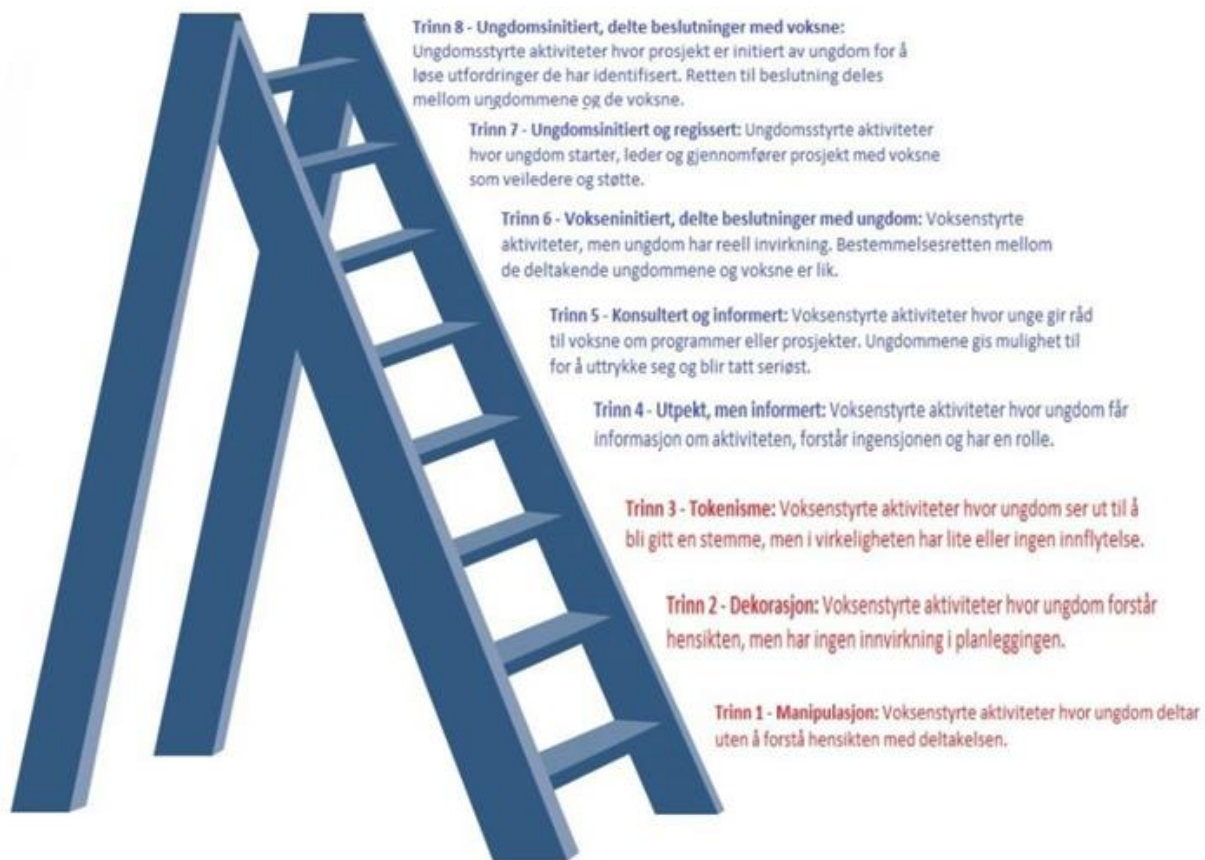 Trinn 8 - Ungdomsinitiert, delte beslutninger med voksne:
Ungdomsstyrte aktiviteter hvor prosjekt er initiert av ungdom for å
løse utfordringer de har identifisert. Retten til beslutning deles
mellom ungdommene og de voksne.
Trinn 7 - Ungdomsinitiert og regissert: Ungdomsstyrte aktiviteter
hvor ungdom starter, leder og gjennomfører prosjekt med voksne
som veiledere og støtte.
Trinn 6 - Vokseninitiert, delte beslutninger med ungdom: Voksenstyrte
aktiviteter, men ungdom har reell invirkning. Bestemmelsesretten mellom
de deltakende ungdommene og voksne er lik.
Trinn 5 - Konsultert og informert: Voksenstyrte aktiviteter hvor unge gir råd
til voksne om programmer eller prosjekter. Ungdommene gis mulighet til
for å uttrykke seg og blir tatt seriøst.
Trinn 4 - Utpekt, men informert: Voksenstyrte aktiviteter hvor ungdom får
informasjon om aktiviteten, forstår ingensjonen og har en rolle.
Trinn 3 - Tokenisme: Voksenstyrte aktiviteter hvor ungdom ser ut til å
bli gitt en stemme, men i virkeligheten har lite eller ingen innflytelse.
Trinn 2 - Dekorasjon: Voksenstyrte aktiviteter hvor ungdom forstår
hensikten, men har ingen innvirkning i planleggingen.
Trinn 1 - Manipulasjon: Voksenstyrte aktiviteter hvor ungdom deltar
uten å forstå hensikten med deltakelsen.